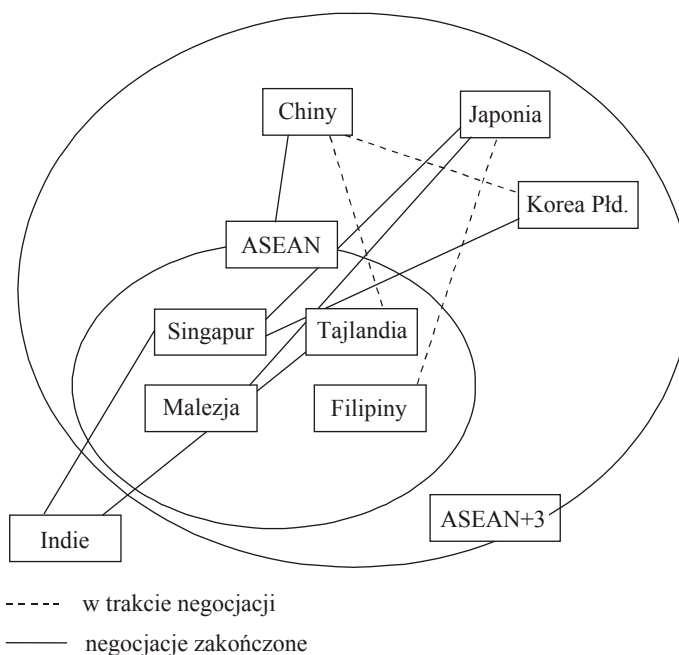 Chiny
Japonia
Korea Płd.
ASEAN
Singapur
Tajlandia
Malezja
Filipiny
ASEAN+3
Indie
w trakcie negocjacji
negocjacje zakończone